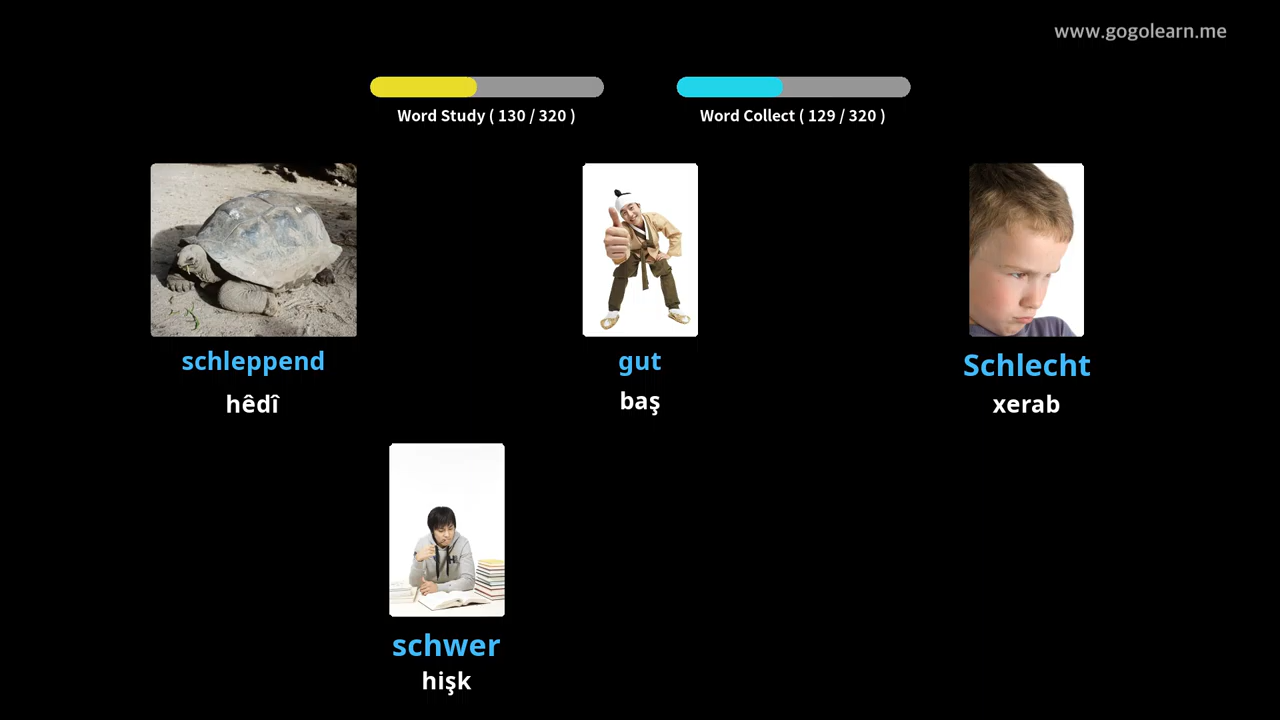 www.gogolearn.me
Word Study ( 130 / 320 )
Word Collect ( 129 / 320 )
schleppend
gut
Schlecht
hêdî
baş
xerab
schwer
hişk